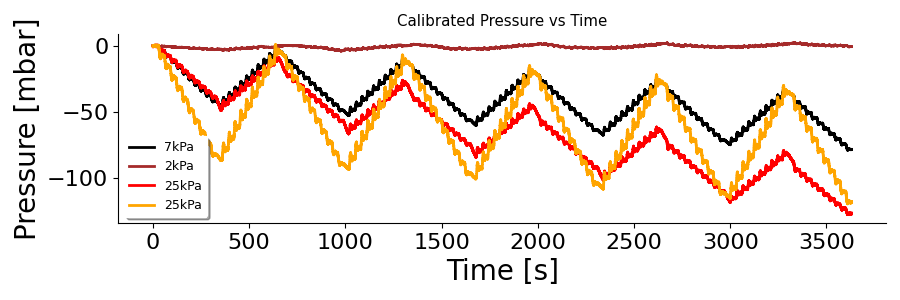 Calibrated Pressure vs Time
Pressure [mbar]
0
−50
−100
7kPa
2kPa
25kPa
25kPa
0 500 1000 1500 2000 2500 3000 3500
Time [s]